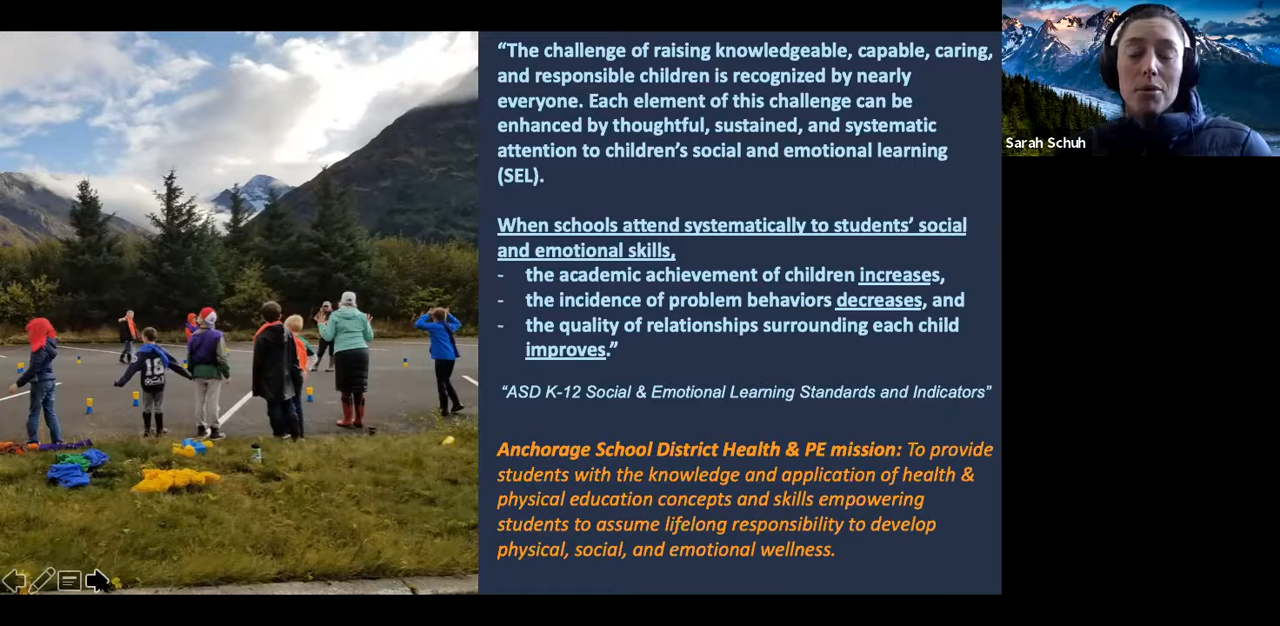 “The challenge of raising knowledgeable, capable, caring,
and responsible children is recognized by nearly
everyone. Each element of this challenge can be
enhanced by thoughtful, sustained, and systematic
attention to children’s social and emotional learning
(SEL).
When schools attend systematically to students’ social
and emotional skills,
- the academic achievement of children increases,
- the incidence of problem behaviors decreases, and
- the quality of relationships surrounding each child
improves.”
“ASD K-12 Social & Emotional Learning Standards and Indicators”
Anchorage School District Health & PE mission: To provide
students with the knowledge and application of health &
physical education concepts and skills empowering
students to assume lifelong responsibility to develop
physical, social, and emotional wellness.
Sarah Schuh
18